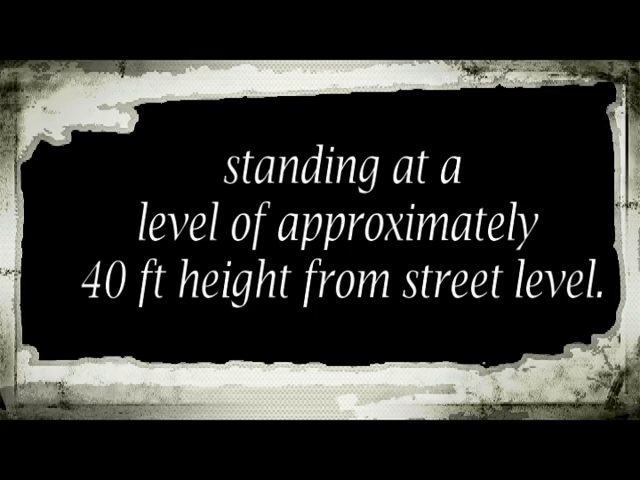 standing at a
level of approximately
40 ft height from street level.